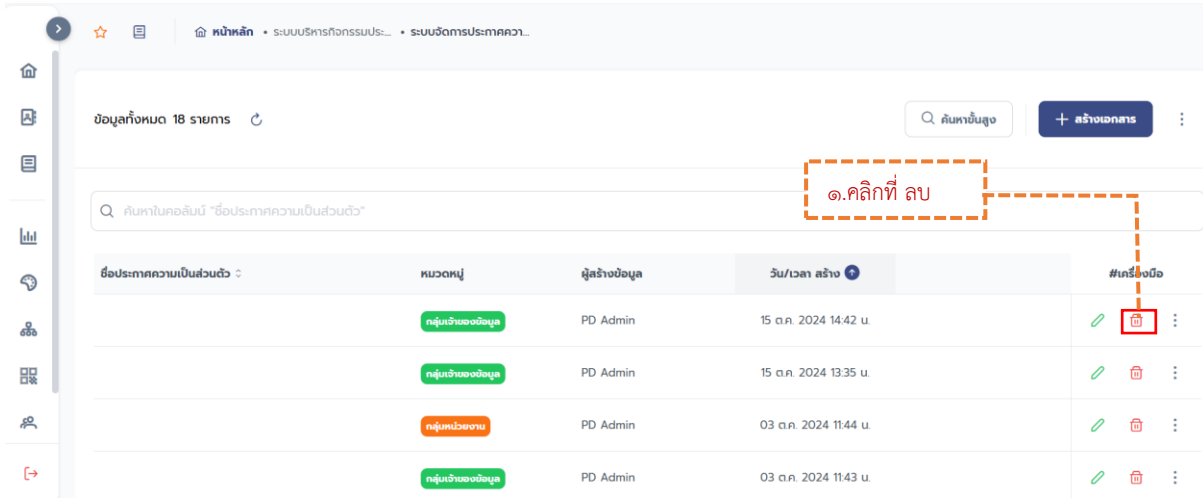 หน้าหลัก • ระบบบริหารกิจกรรมประ... • ระบบจัดการประกาศควา...
ข้อมูลทั้งหมด 18 รายการ
ค้นหาขั้นสูง
+ สร้างเอกสาร
๑.คลิกที่ ลบ
ค้นหาในคอลัมน์ "ชื่อประกาศความเป็นส่วนตัว"
ชื่อประกาศความเป็นส่วนตัว หมวดหมู่ ผู้สร้างข้อมูล วัน/เวลา สร้าง #เครื่องมือ
กลุ่มเจ้าของข้อมูล PD Admin 15 ต.ค. 2024 14:42 น.
กลุ่มเจ้าของข้อมูล PD Admin 15 ต.ค. 2024 13:35 น.
กลุ่มหน่วยงาน PD Admin 03 ต.ค. 2024 11:44 น.
กลุ่มเจ้าของข้อมูล PD Admin 03 ต.ค. 2024 11:43 น.